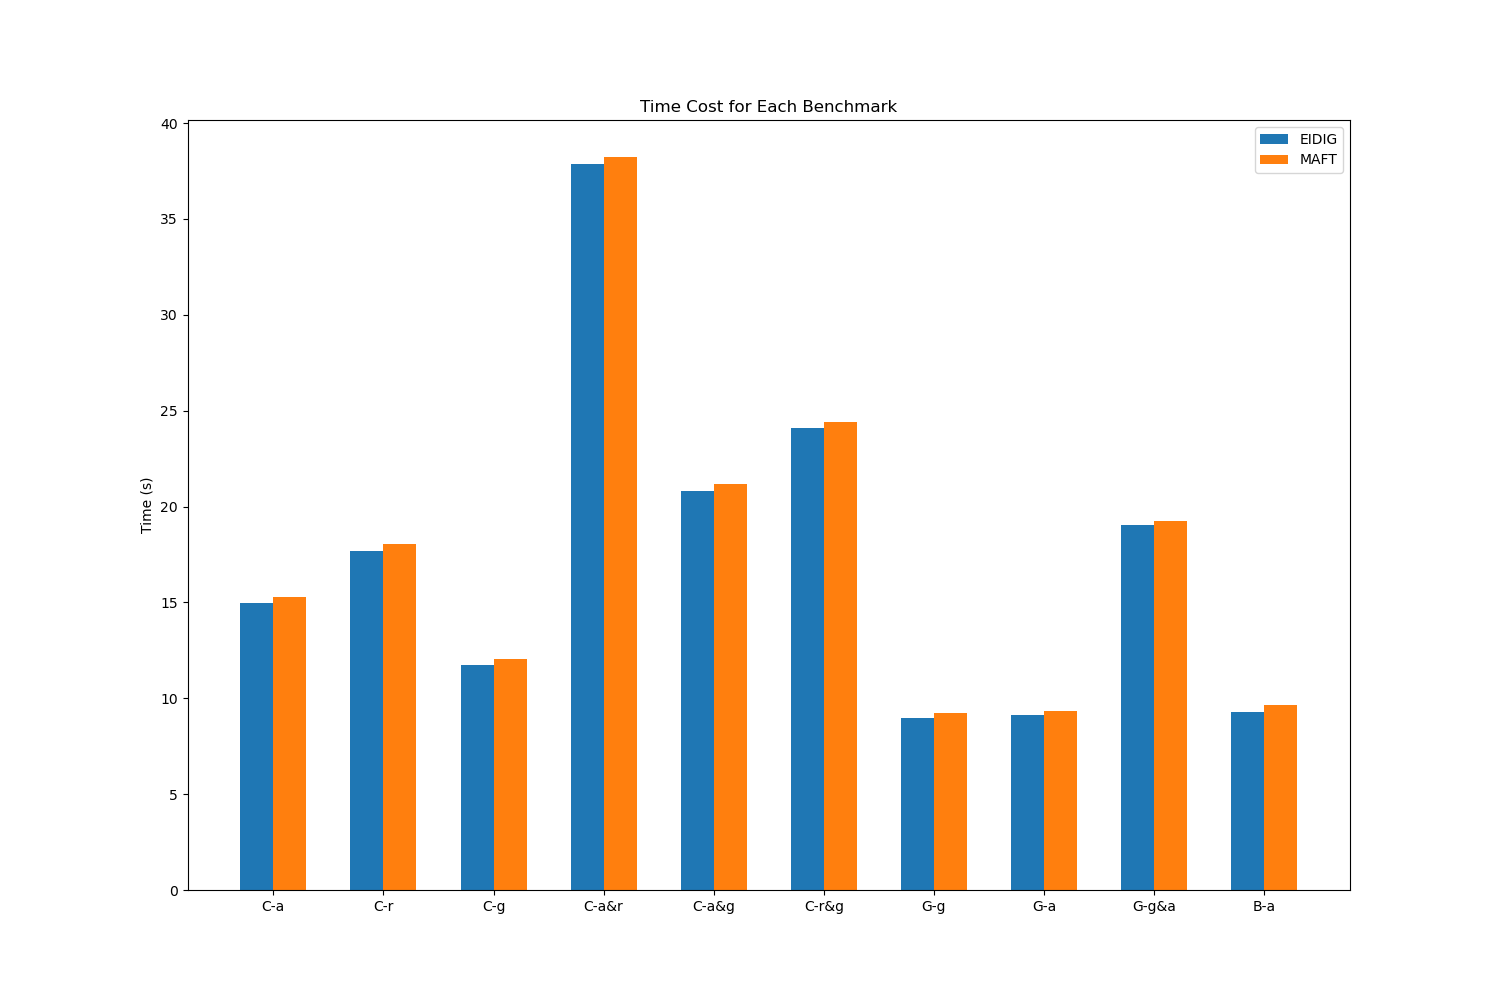 Time Cost for Each Benchmark
EIDIG
MAFT
40
35
30
25
20
15
10
5
0
Time (s)
C-a
C-r
C-g
C-a&r
C-a&g
C-r&g
G-g
G-a
G-g&a
B-a